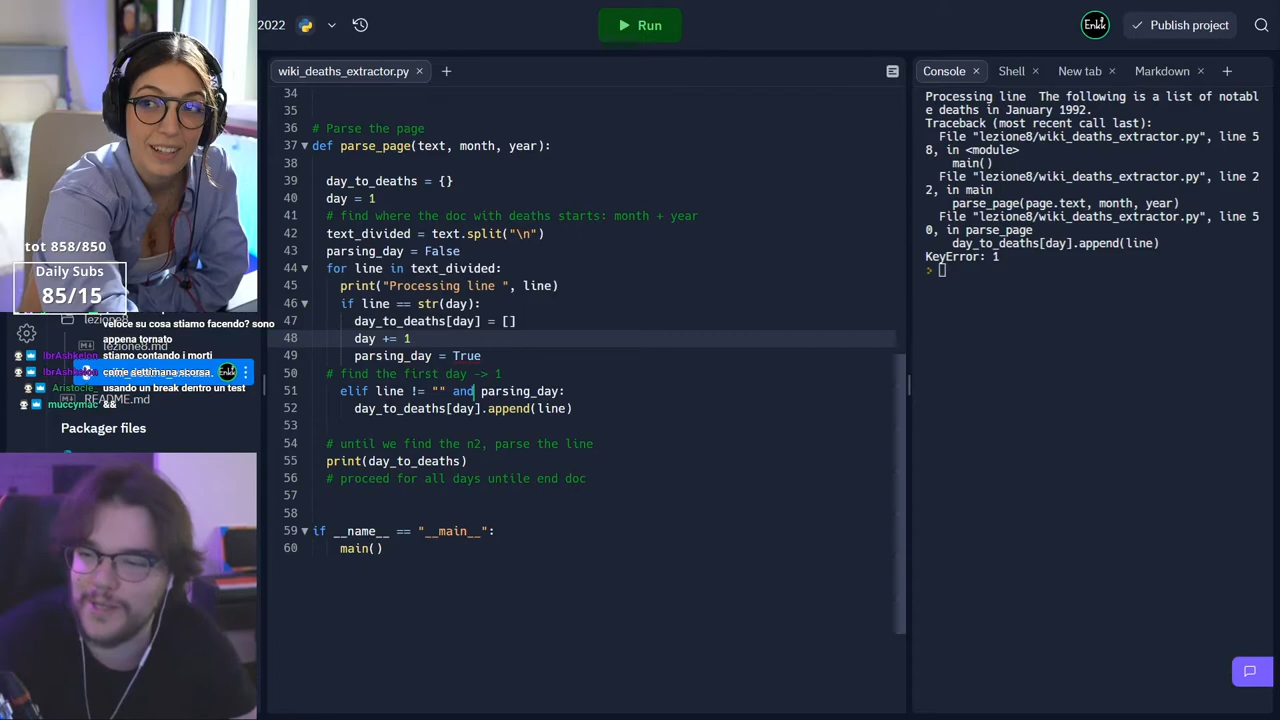 2022
Run
Enkk
Publish project
wiki_deaths_extractor.py
Console
Shell
New tab
Markdown
34
35
36 # Parse the page
37 def parse_page(text, month, year):
38
39 day_to_deaths = {}
40 day = 1
41 # find where the doc with deaths starts: month + year
42 text_divided = text.split("\n")
43 parsing_day = False
44 for line in text_divided:
45 print("Processing line ", line)
46 if line == str(day):
47 day_to_deaths[day] = []
48 day += 1
49 parsing_day = True
50 # find the first day -> 1
51 elif line != "" and parsing_day:
52 day_to_deaths[day].append(line)
53
54 # until we find the n2, parse the line
55 print(day_to_deaths)
56 # proceed for all days untile end doc
57
58
59 if __name__ == "__main__":
60 main()
Processing line  The following is a list of notabl
e deaths in January 1992.
Traceback (most recent call last):
File "lezione8/wiki_deaths_extractor.py", line 5
8, in <module>
main()
File "lezione8/wiki_deaths_extractor.py", line 2
2, in main
parse_page(page.text, month, year)
File "lezione8/wiki_deaths_extractor.py", line 5
0, in parse_page
day_to_deaths[day].append(line)
KeyError: 1
>
tot 858/850
Daily Subs
85/15
lezione8
veloce su cosa stiamo facendo? sono
appena tornato
lezione8.md
IbrAshkelon stiamo contando i morti
IbrAshkelon come settimana scorsa
Enkk
Aristocle_ usando un break dentro un test
README.md
muccymac &&
Packager files